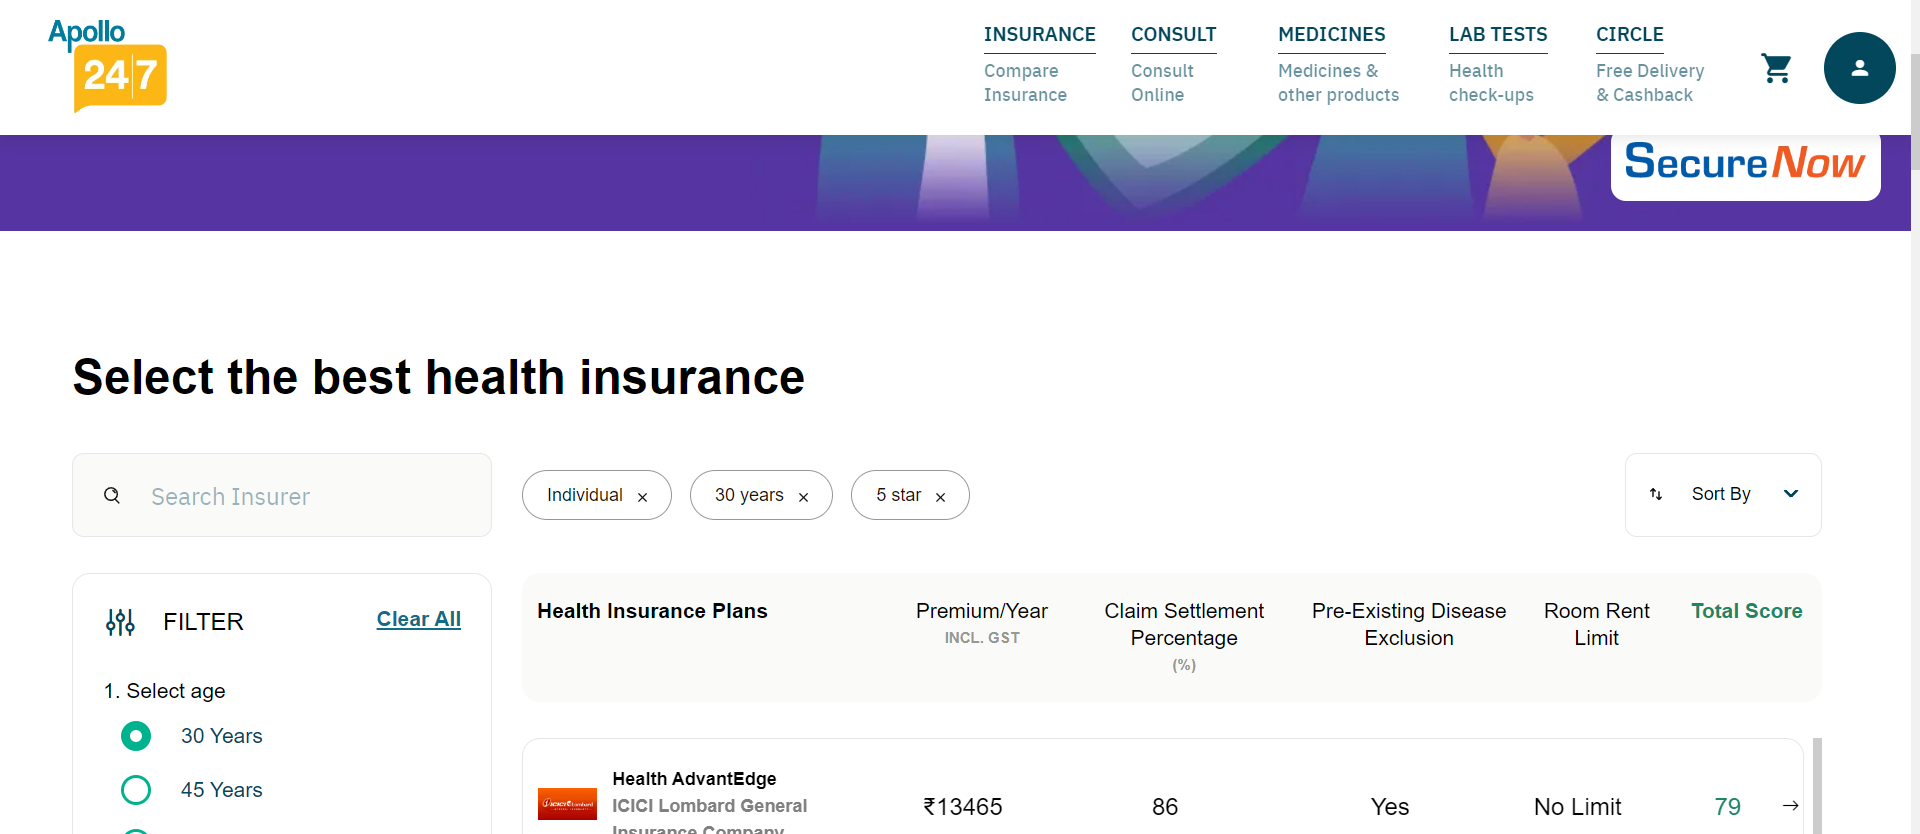 Apollo
24|7
INSURANCE
Compare
Insurance
CONSULT
Consult
Online
MEDICINES
Medicines &
other products
LAB TESTS
Health
check-ups
CIRCLE
Free Delivery
& Cashback
SecureNow
Select the best health insurance
Search Insurer
Individual ×
30 years ×
5 star ×
Sort By
FILTER
Clear All
1. Select age
30 Years
45 Years
Health Insurance Plans
Premium/Year
INCL. GST
Claim Settlement
Percentage
(%)
Pre-Existing Disease
Exclusion
Room Rent
Limit
Total Score
ICICI Lombard
Health AdvantEdge
ICICI Lombard General
Insurance Company
₹13465
86
Yes
No Limit
79